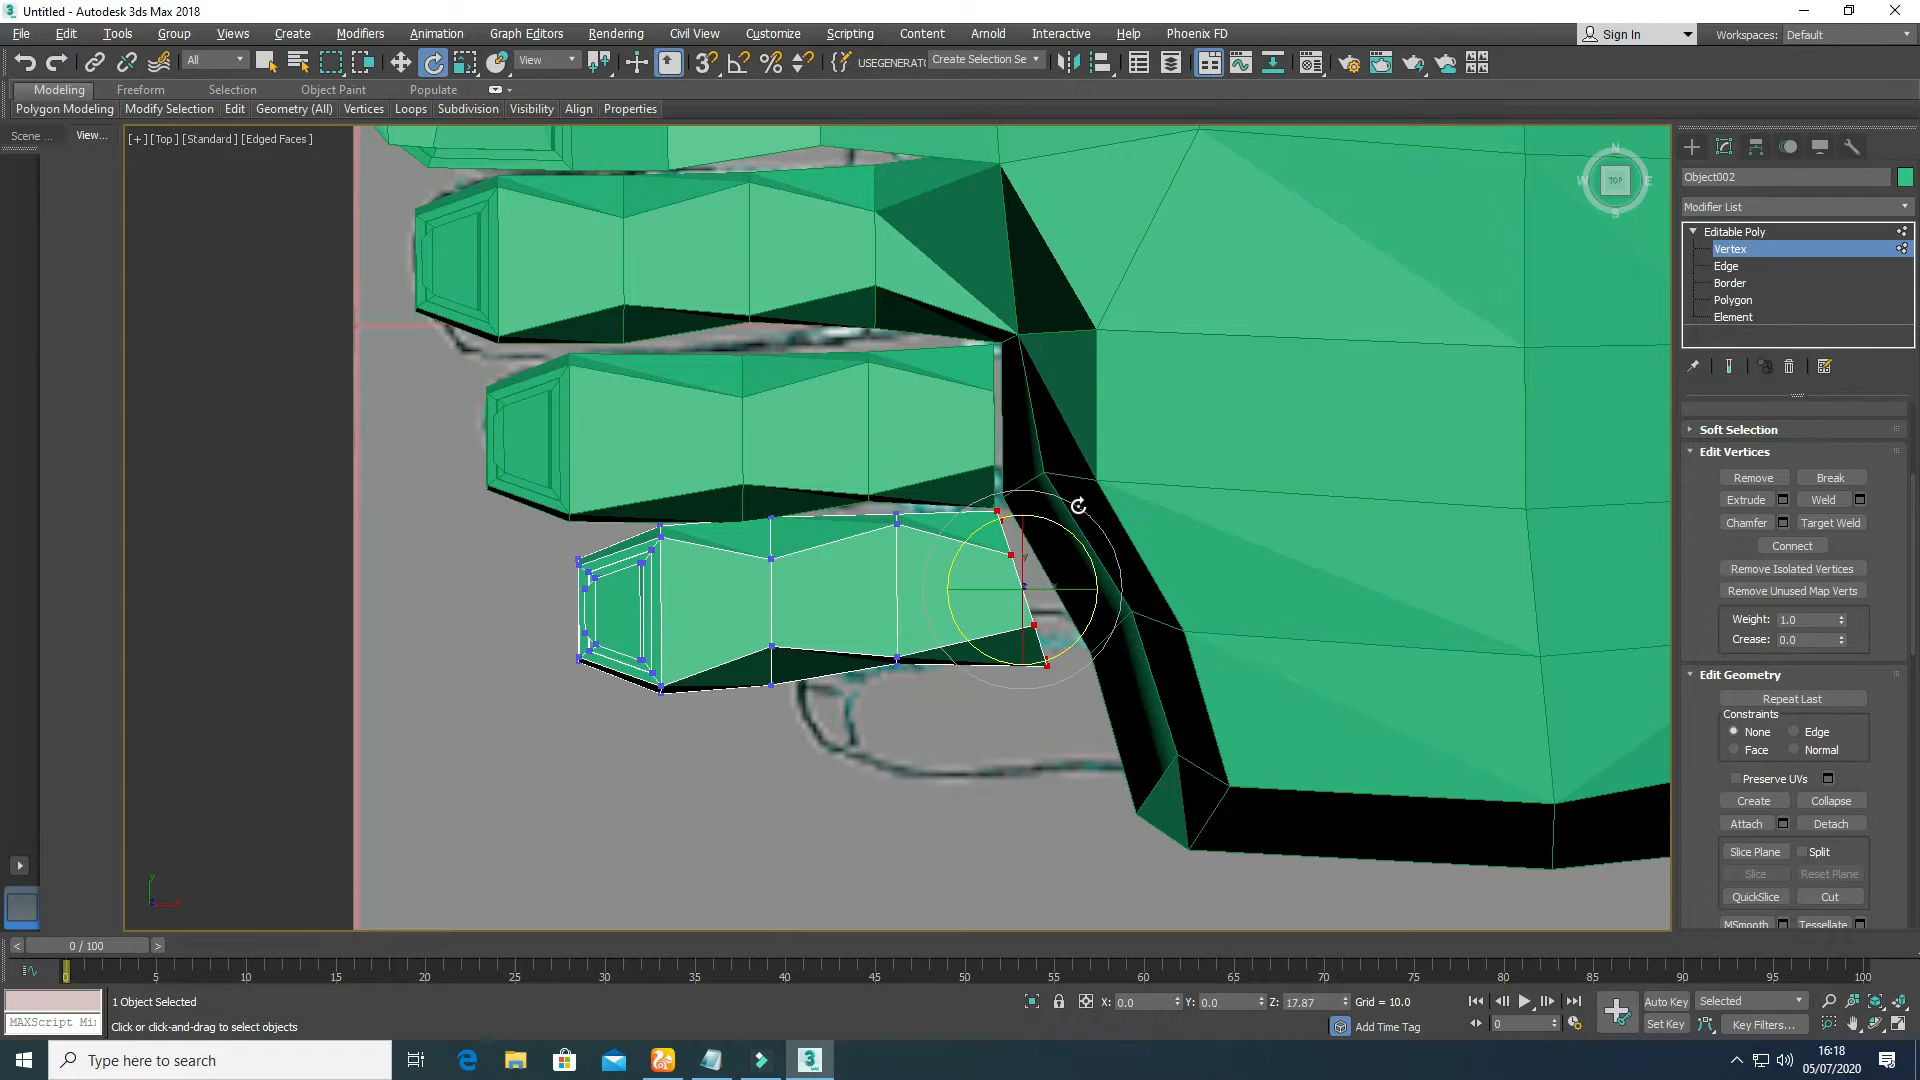 Untitled - Autodesk 3ds Max 2018
File Edit Tools Group Views Create Modifiers Animation Graph Editors Rendering Civil View Customize Scripting Content Arnold Interactive Help Phoenix FD Sign In Workspaces: Default
All View USEGENERATO Create Selection Se
Modeling Freeform Selection Object Paint Populate
Polygon Modeling Modify Selection Edit Geometry (All) Vertices Loops Subdivision Visibility Align Properties
Scene ... View... [+] [Top] [Standard] [Edged Faces]
N
W TOP E
S
Object002
Modifier List
Editable Poly
Vertex
Edge
Border
Polygon
Element
Soft Selection
Edit Vertices
Remove Break
Extrude Weld
Chamfer Target Weld
Connect
Remove Isolated Vertices
Remove Unused Map Verts
Weight: 1.0
Crease: 0.0
Edit Geometry
Repeat Last
Constraints
None Edge
Face Normal
Preserve UVs
Create Collapse
Attach Detach
Slice Plane Split
Slice Reset Plane
QuickSlice Cut
MSmooth Tessellate
y
x
< 0 / 100 >
0 5 10 15 20 25 30 35 40 45 50 55 60 65 70 75 80 85 90 95 100
1 Object Selected X: 0.0 Y: 0.0 Z: 17.87 Grid = 10.0 Auto Key Selected
MAXScript Mi Click or click-and-drag to select objects Add Time Tag 0 Set Key Key Filters...
Type here to search
16:18
05/07/2020